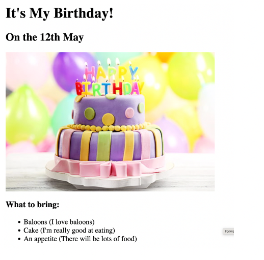 It's My Birthday!
On the 12th May
HAPPY
BIRTHDAY
What to bring:
Baloons (I love baloons)
Cake (I'm really good at eating)
An appetite (There will be lots of food)